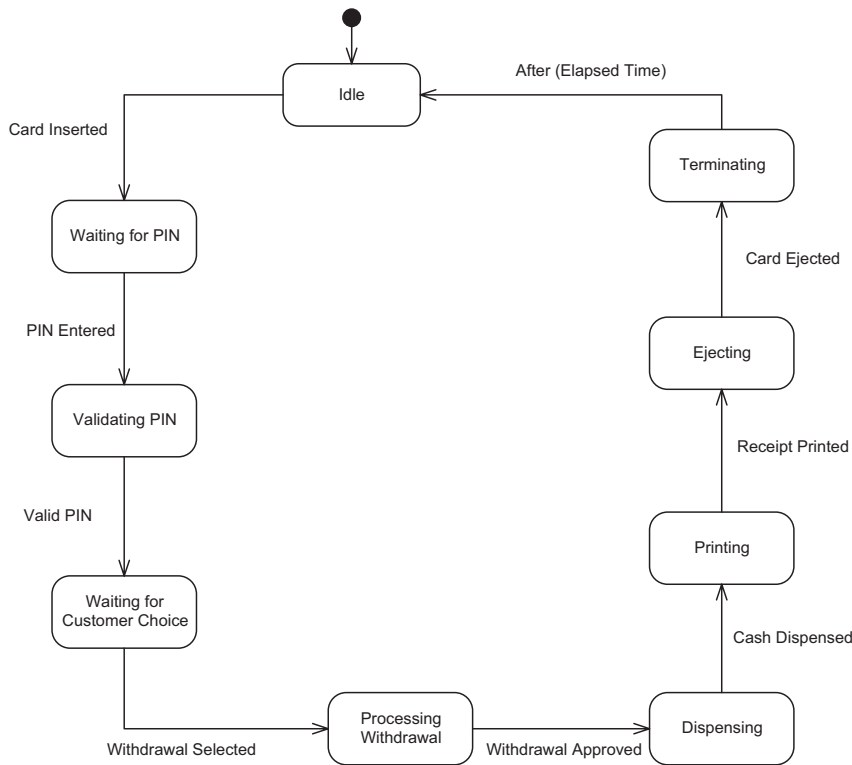 Idle
After (Elapsed Time)
Card Inserted
Terminating
Waiting for PIN
Card Ejected
PIN Entered
Ejecting
Validating PIN
Receipt Printed
Valid PIN
Printing
Waiting for
Customer Choice
Cash Dispensed
Processing
Withdrawal
Dispensing
Withdrawal Selected
Withdrawal Approved